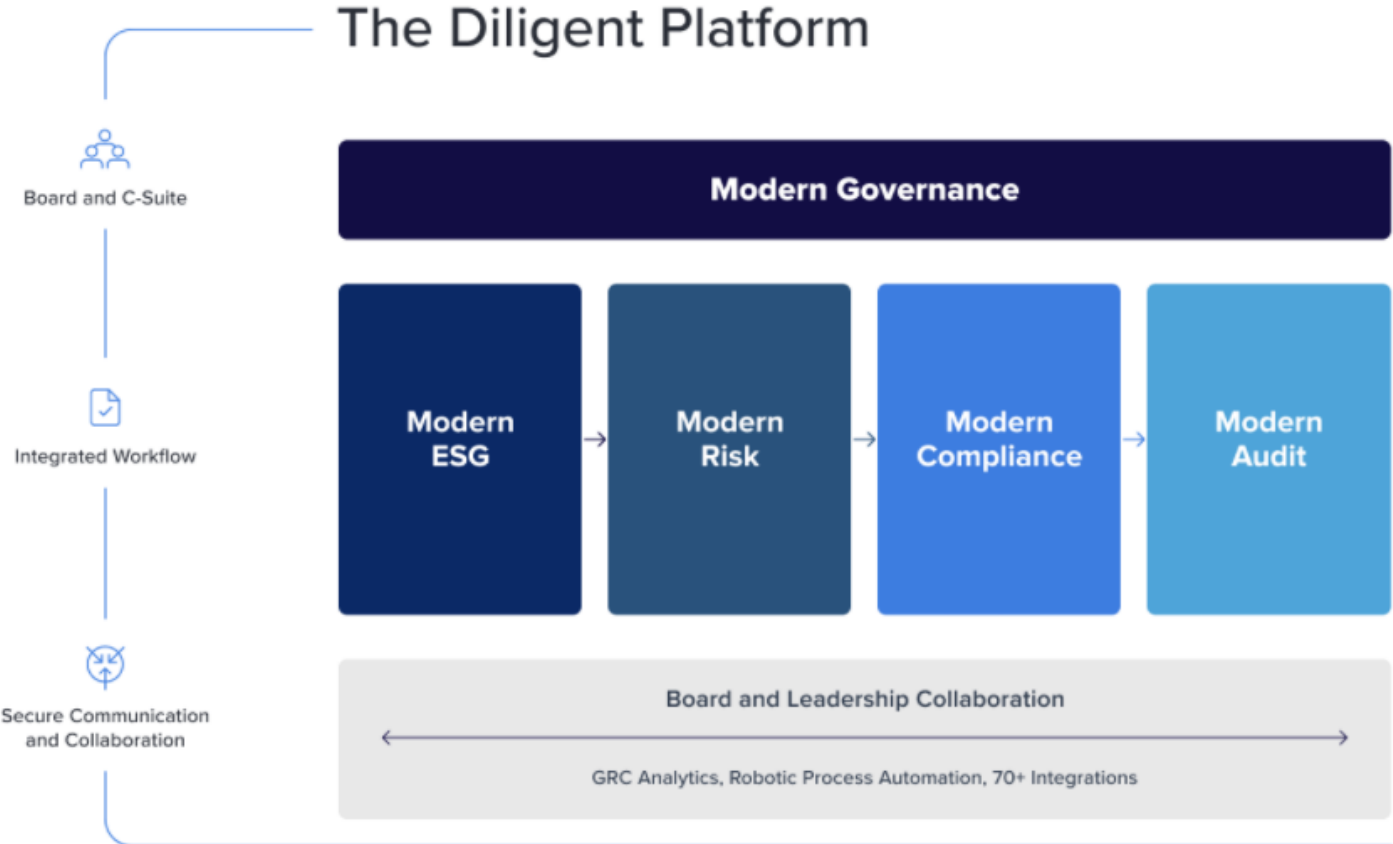 The Diligent Platform
Board and C-Suite
Modern Governance
Integrated Workflow
Modern
ESG
Modern
Risk
Modern
Compliance
Modern
Audit
Secure Communication
and Collaboration
Board and Leadership Collaboration
GRC Analytics, Robotic Process Automation, 70+ Integrations